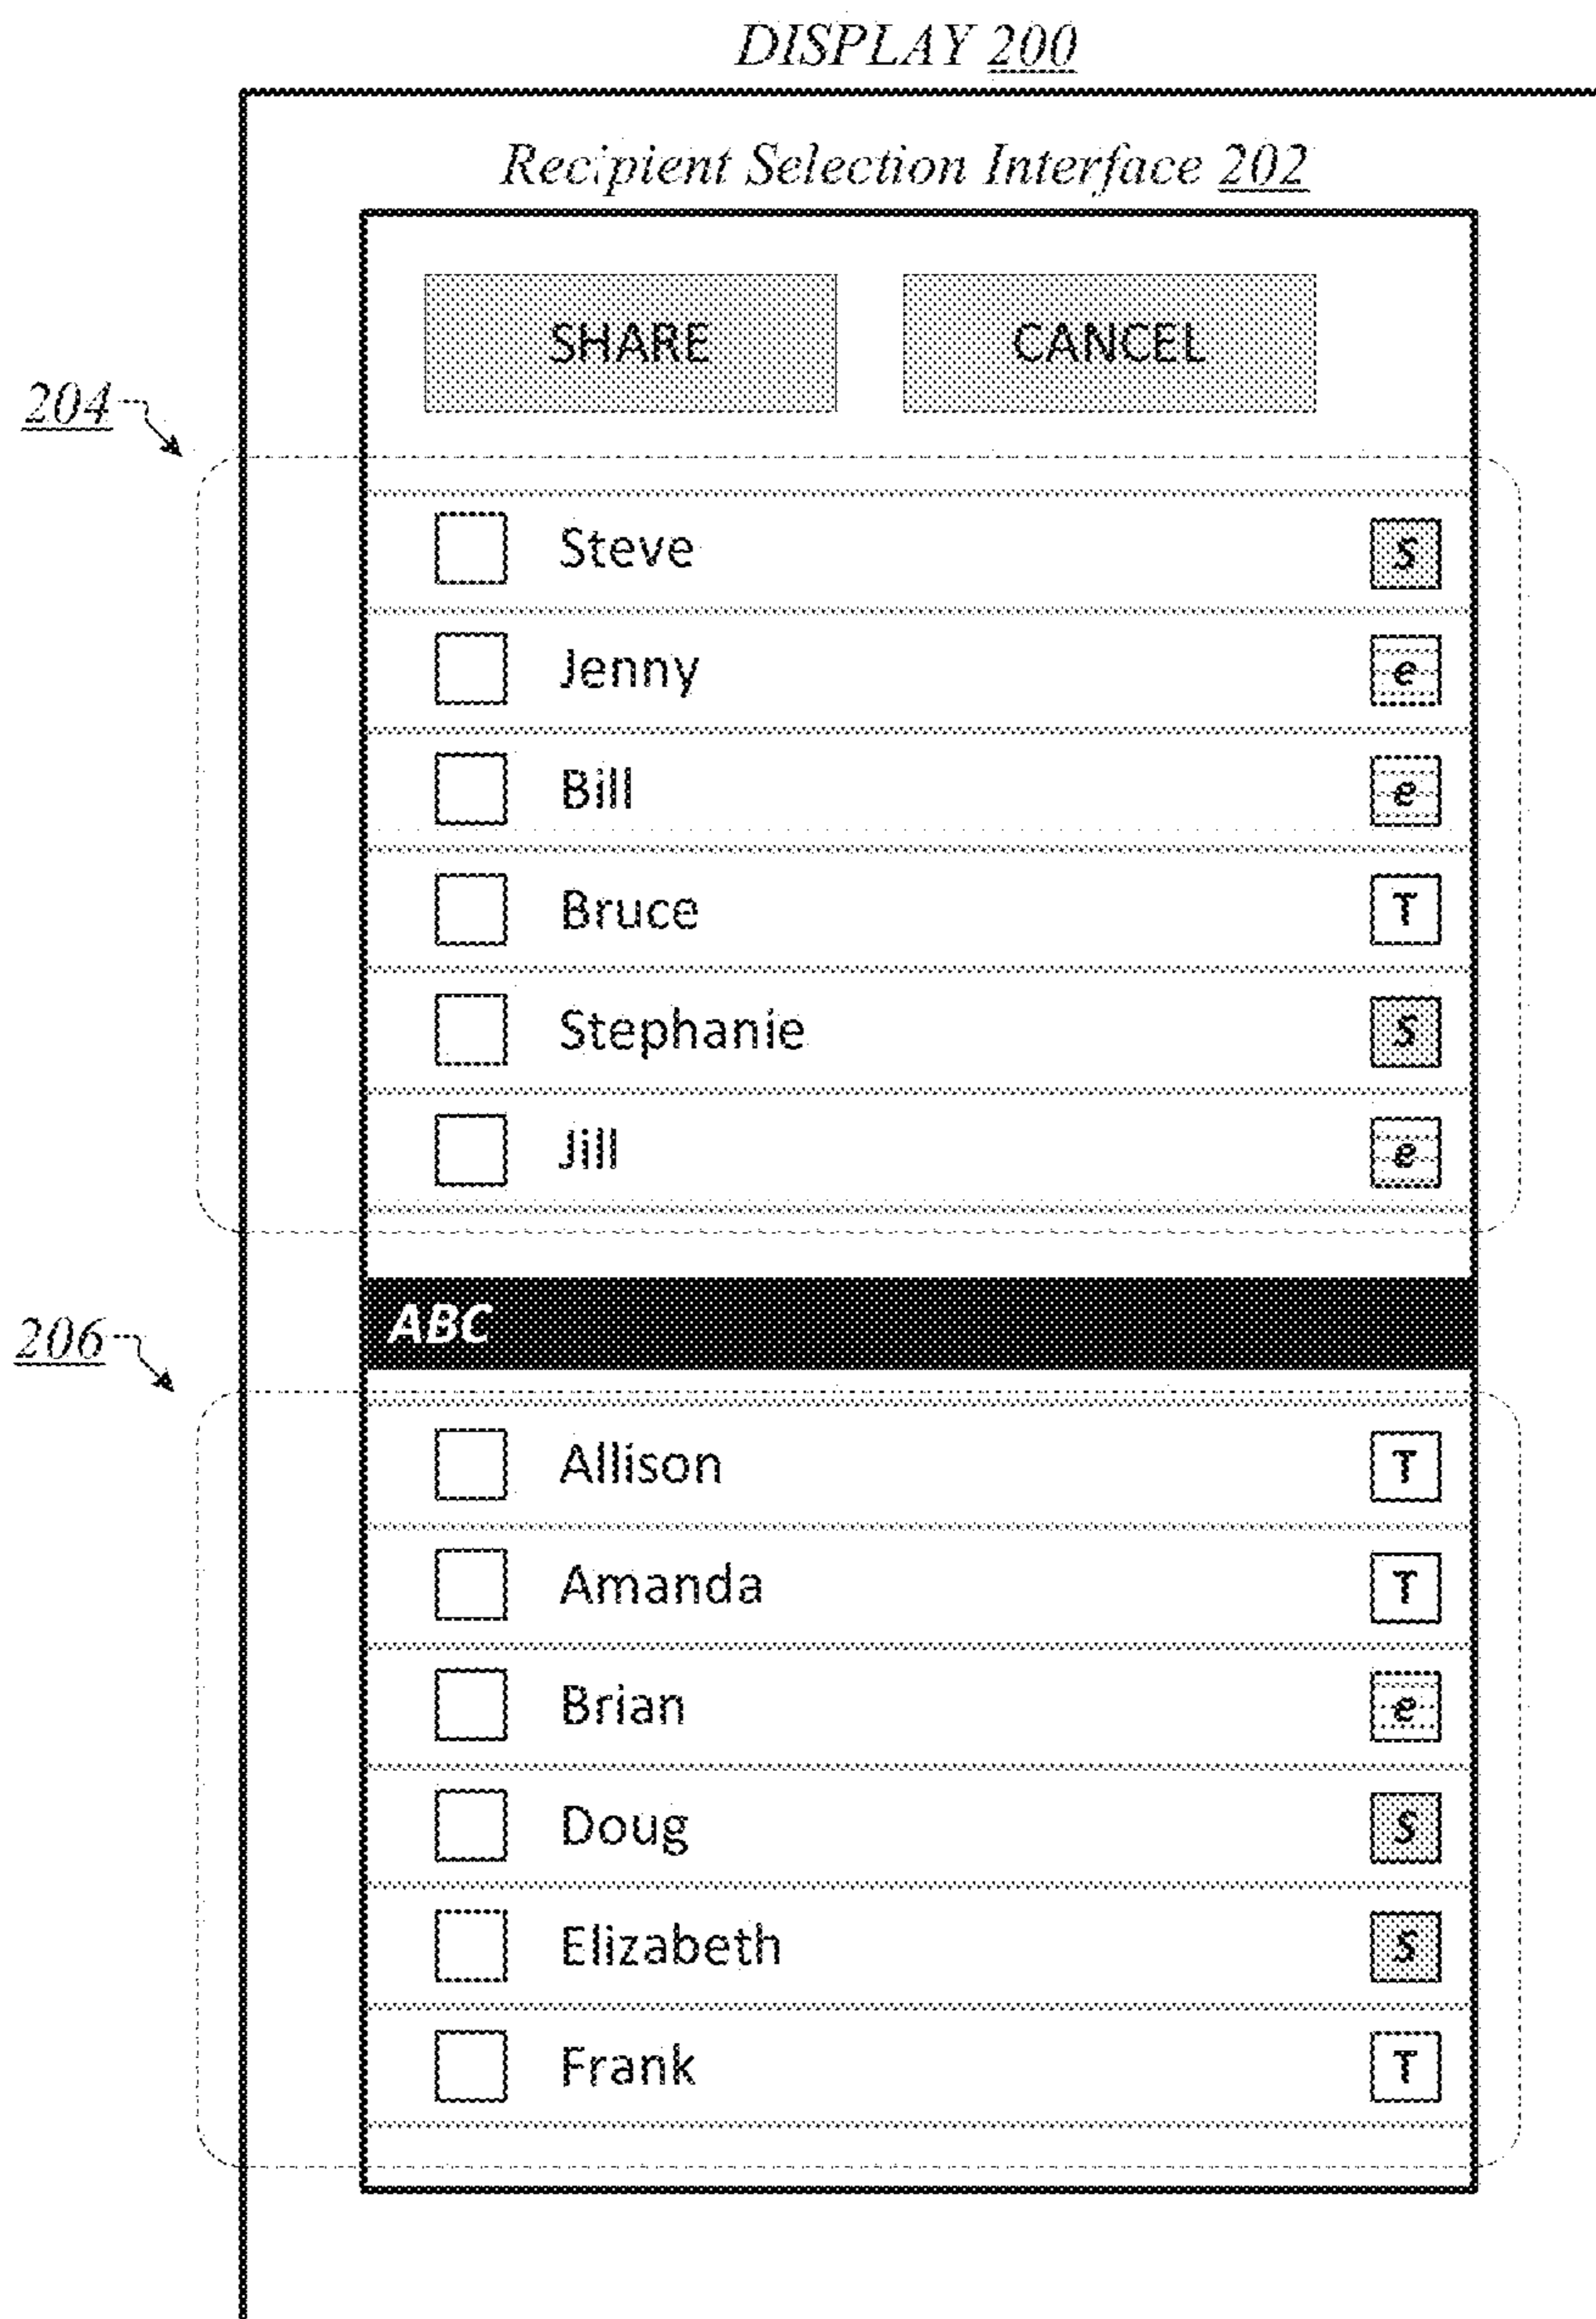 DISPLAY 200
Recipient Selection Interface 202
SHARE CANCEL
204
Steve S
Jenny e
Bill e
Bruce T
Stephanie S
Jill e
ABC
206
Allison T
Amanda T
Brian e
Doug S
Elizabeth S
Frank T